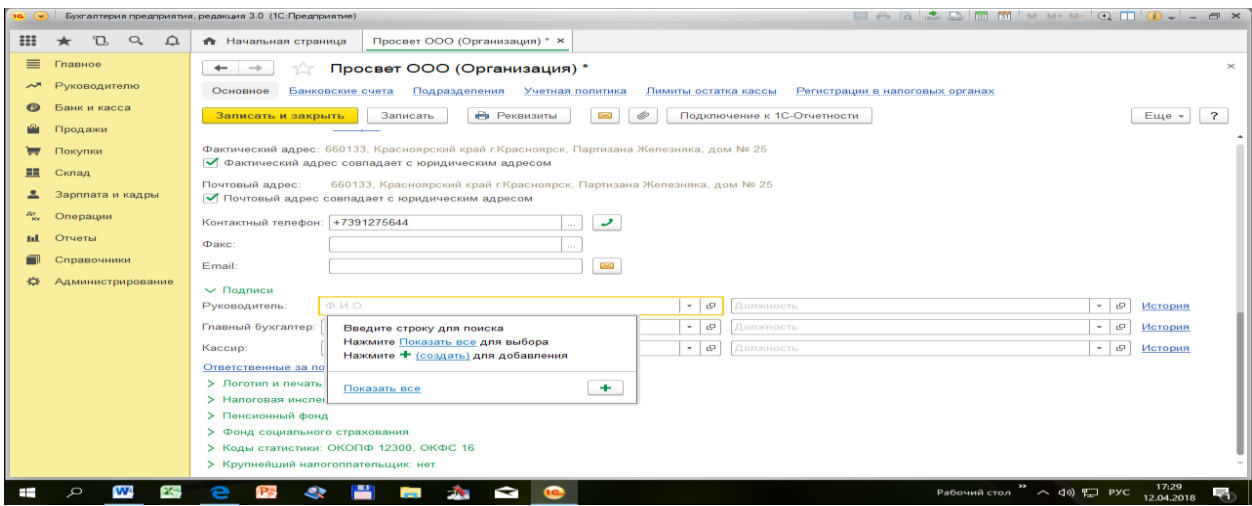 Бухгалтерия предприятия, редакция 3.0 (1С:Предприятие) M M+ M-
Начальная страница Просвет ООО (Организация) * ×
Главное
Руководителю
Банк и касса
Продажи
Покупки
Склад
Зарплата и кадры
Операции
Отчеты
Справочники
Администрирование
Просвет ООО (Организация) *
Основное Банковские счета Подразделения Учетная политика Лимиты остатка кассы Регистрации в налоговых органах
Записать и закрыть Записать Реквизиты Подключение к 1С-Отчетности Еще ?
Фактический адрес: 660133, Красноярский край г.Красноярск, Партизана Железняка, дом № 25
Фактический адрес совпадает с юридическим адресом
Почтовый адрес: 660133, Красноярский край г.Красноярск, Партизана Железняка, дом № 25
Почтовый адрес совпадает с юридическим адресом
Контактный телефон: +7391275644 ...
Факс: ...
Email:
Подписи
Руководитель: Ф.И.О. Должность История
Главный бухгалтер: Должность История
Кассир: Должность История
Введите строку для поиска
Нажмите Показать все для выбора
Нажмите + (создать) для добавления
Показать все +
Ответственные за по
Логотип и печать
Налоговая инспе
Пенсионный фонд
Фонд социального страхования
Коды статистики: ОКОПФ 12300, ОКФС 16
Крупнейший налогоплательщик: нет
Рабочий стол РУС 17:29
12.04.2018